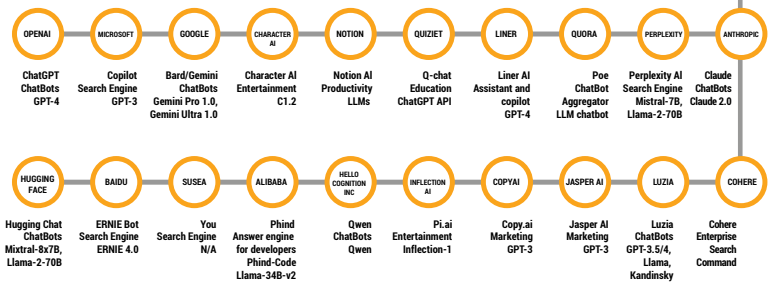 OPENAI
MICROSOFT
GOOGLE
CHARACTER
AI
NOTION
QUIZIET
LINER
QUORA
PERPLEXITY
ANTHROPIC
ChatGPT
ChatBots
GPT-4
Copilot
Search Engine
GPT-3
Bard/Gemini
ChatBots
Gemini Pro 1.0,
Gemini Ultra 1.0
Character AI
Entertainment
C1.2
Notion AI
Productivity
LLMs
Q-chat
Education
ChatGPT API
Liner AI
Assistant and
copilot
GPT-4
Poe
ChatBot
Aggregator
LLM chatbot
Perplexity AI
Search Engine
Mistral-7B,
Llama-2-70B
Claude
ChatBots
Claude 2.0
HUGGING
FACE
BAIDU
SUSEA
ALIBABA
HELLO
COGNITION
INC
INFLECTION
AI
COPYAI
JASPER AI
LUZIA
COHERE
Hugging Chat
ChatBots
Mixtral-8x7B,
Llama-2-70B
ERNIE Bot
Search Engine
ERNIE 4.0
You
Search Engine
N/A
Phind
Answer engine
for developers
Phind-Code
Llama-34B-v2
Qwen
ChatBots
Qwen
Pi.ai
Entertainment
Inflection-1
Copy.ai
Marketing
GPT-3
Jasper AI
Marketing
GPT-3
Luzia
ChatBots
GPT-3.5/4,
Llama,
Kandinsky
Cohere
Enterprise
Search
Command